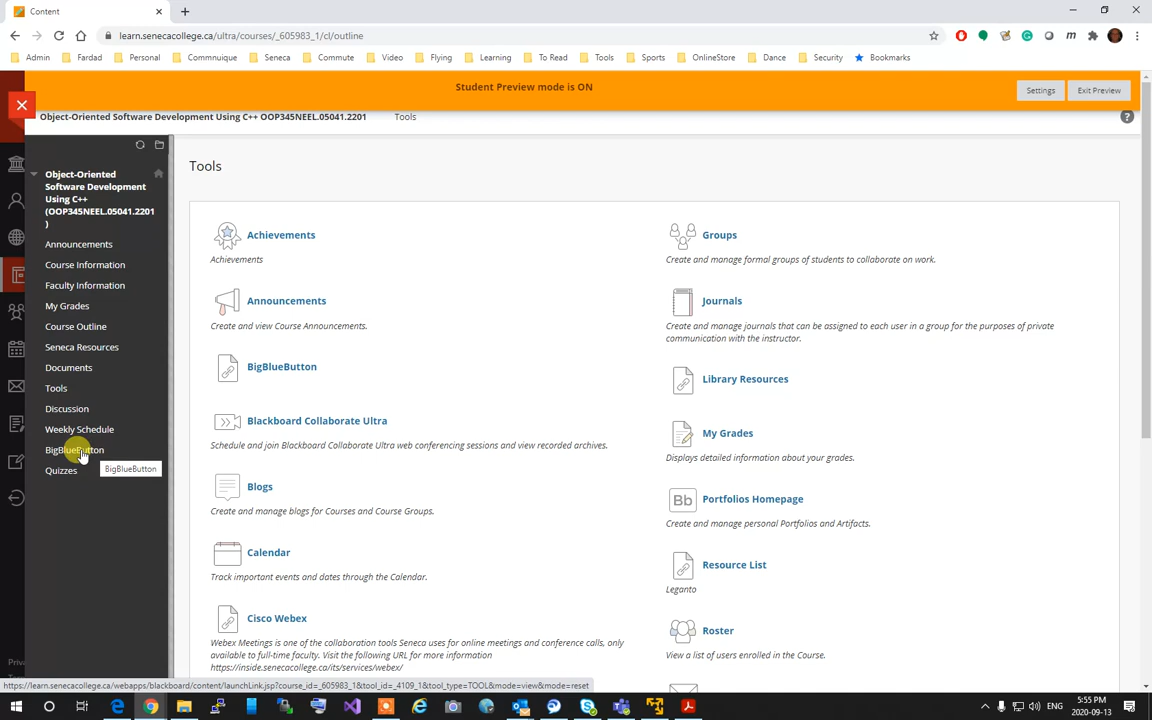 Content
learn.senecacollege.ca/ultra/courses/_605983_1/cl/outline
Admin
Fardad
Personal
Commnuique
Seneca
Commute
Video
Flying
Learning
To Read
Tools
Sports
OnlineStore
Dance
Security
Bookmarks
Student Preview mode is ON
Settings
Exit Preview
Object-Oriented Software Development Using C++ OOP345NEEL.05041.2201
Tools
Object-Oriented
Software Development
Using C++
(OOP345NEEL.05041.2201
)
Announcements
Course Information
Faculty Information
My Grades
Course Outline
Seneca Resources
Documents
Tools
Discussion
Weekly Schedule
BigBlueButton
BigBlueButton
Quizzes
Tools
Achievements
Achievements
Announcements
Create and view Course Announcements.
BigBlueButton
Blackboard Collaborate Ultra
Schedule and join Blackboard Collaborate Ultra web conferencing sessions and view recorded archives.
Blogs
Create and manage blogs for Courses and Course Groups.
Calendar
Track important events and dates through the Calendar.
Cisco Webex
Webex Meetings is one of the collaboration tools Seneca uses for online meetings and conference calls, only
available to full-time faculty. Visit the following URL for more information
https://inside.senecacollege.ca/its/services/webex/
Groups
Create and manage formal groups of students to collaborate on work.
Journals
Create and manage journals that can be assigned to each user in a group for the purposes of private
communication with the instructor.
Library Resources
My Grades
Displays detailed information about your grades.
Bb
Portfolios Homepage
Create and manage personal Portfolios and Artifacts.
Resource List
Leganto
Roster
View a list of users enrolled in the Course.
https://learn.senecacollege.ca/webapps/blackboard/content/launchLink.jsp?course_id=_605983_1&tool_id=_4109_1&tool_type=TOOL&mode=view&mode=reset
ENG
5:55 PM
2020-09-13